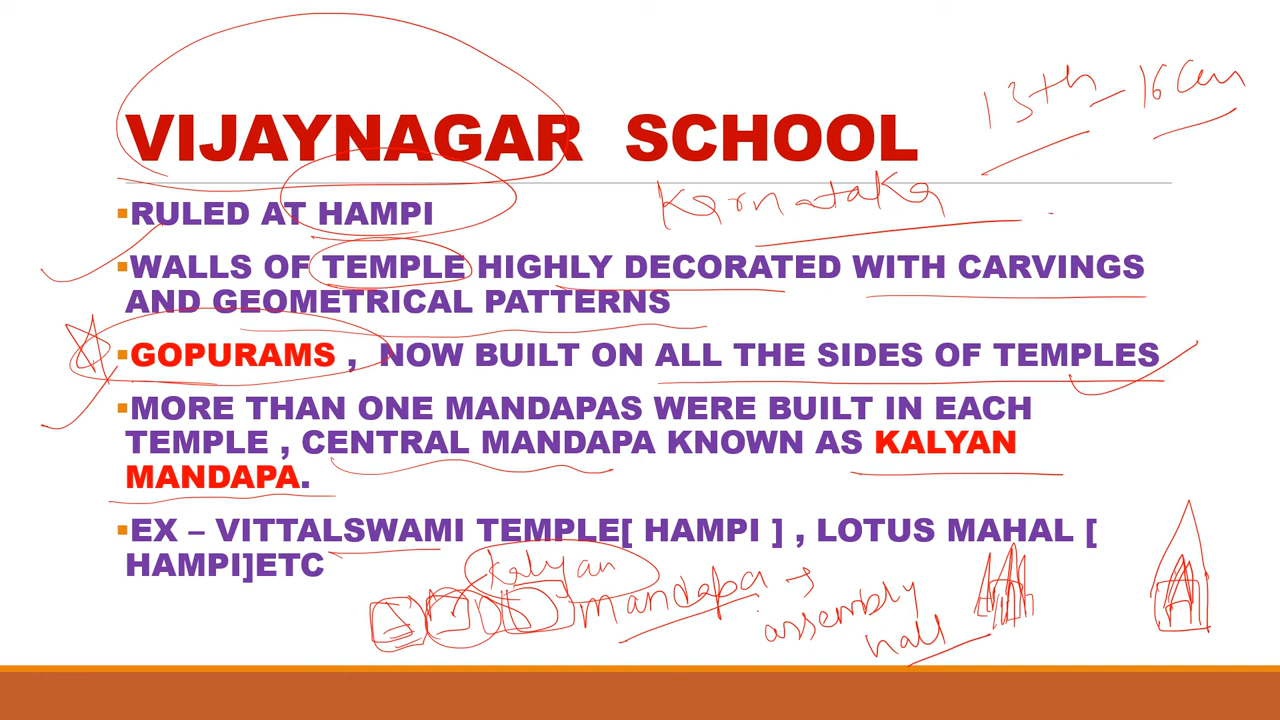 13th - 16 Cen
VIJAYNAGAR SCHOOL
Karnataka
▪RULED AT HAMPI
▪WALLS OF TEMPLE HIGHLY DECORATED WITH CARVINGS
AND GEOMETRICAL PATTERNS
▪GOPURAMS , NOW BUILT ON ALL THE SIDES OF TEMPLES
▪MORE THAN ONE MANDAPAS WERE BUILT IN EACH
TEMPLE , CENTRAL MANDAPA KNOWN AS KALYAN
MANDAPA.
▪EX – VITTALSWAMI TEMPLE[ HAMPI ] , LOTUS MAHAL [
HAMPI]ETC
Kalyan
mandapa →
assembly
hall